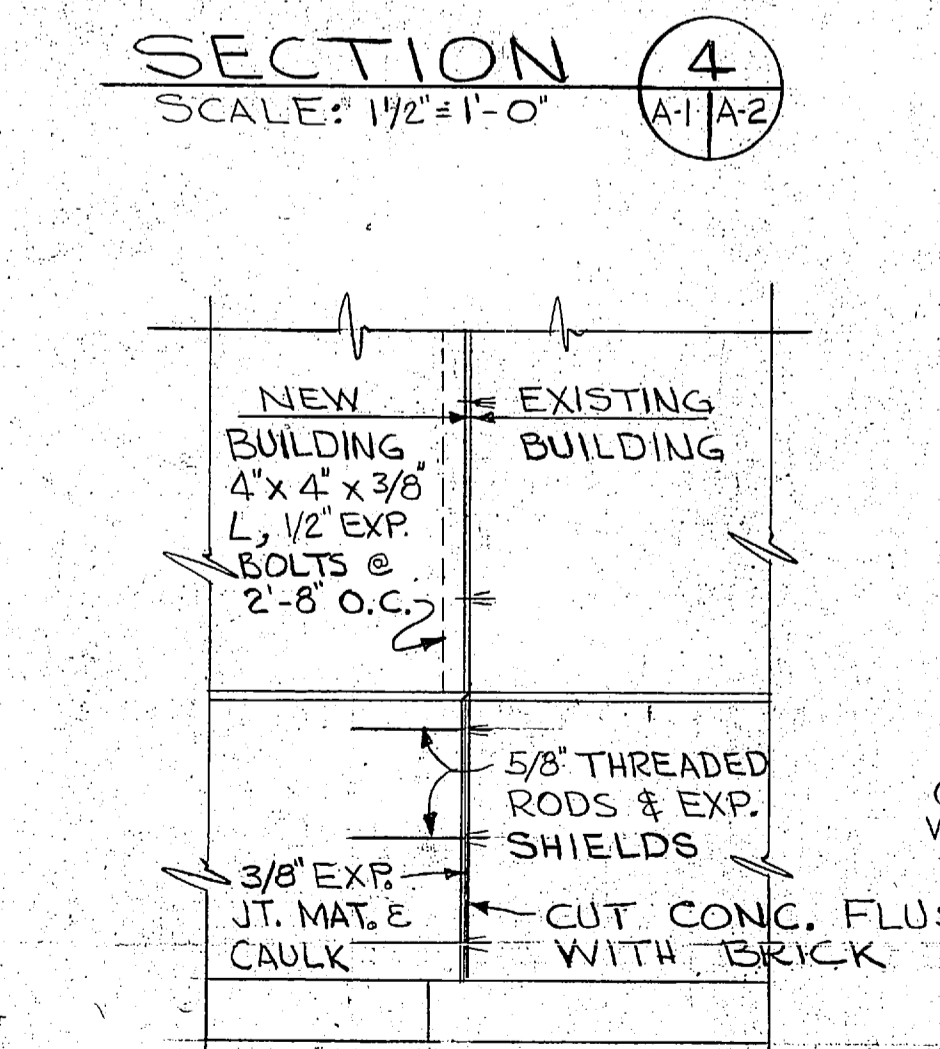 SECTION
4
SCALE: 1 1/2" = 1'-0"
A-1 A-2
NEW
BUILDING
4" x 4" x 3/8"
L, 1/2" EXP.
BOLTS @
2'-8" O.C.
EXISTING
BUILDING
5/8" THREADED
RODS & EXP.
SHIELDS
3/8" EXP.
JT. MAT. &
CAULK
CUT CONC.
WITH BRICK